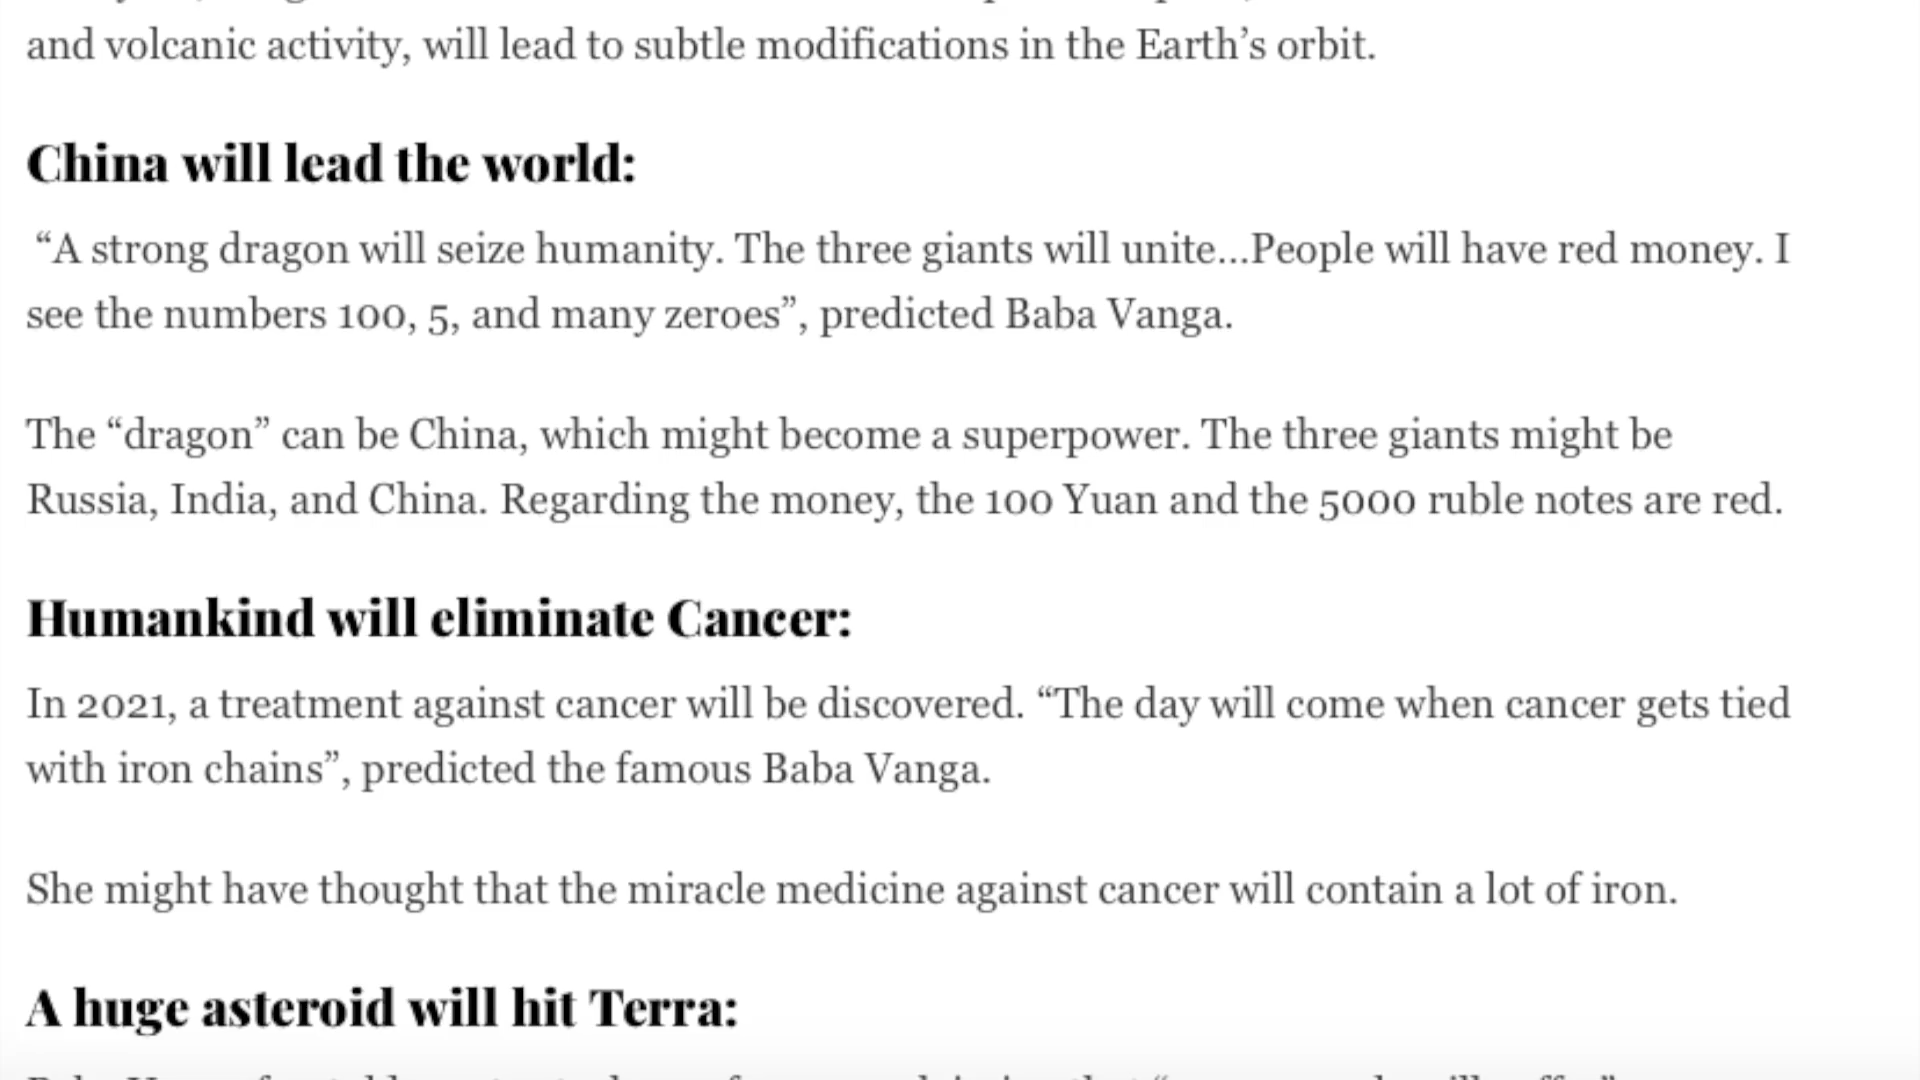 and volcanic activity, will lead to subtle modifications in the Earth’s orbit.
China will lead the world:
“A strong dragon will seize humanity. The three giants will unite...People will have red money. I
see the numbers 100, 5, and many zeroes”, predicted Baba Vanga.
The “dragon” can be China, which might become a superpower. The three giants might be
Russia, India, and China. Regarding the money, the 100 Yuan and the 5000 ruble notes are red.
Humankind will eliminate Cancer:
In 2021, a treatment against cancer will be discovered. “The day will come when cancer gets tied
with iron chains”, predicted the famous Baba Vanga.
She might have thought that the miracle medicine against cancer will contain a lot of iron.
A huge asteroid will hit Terra: